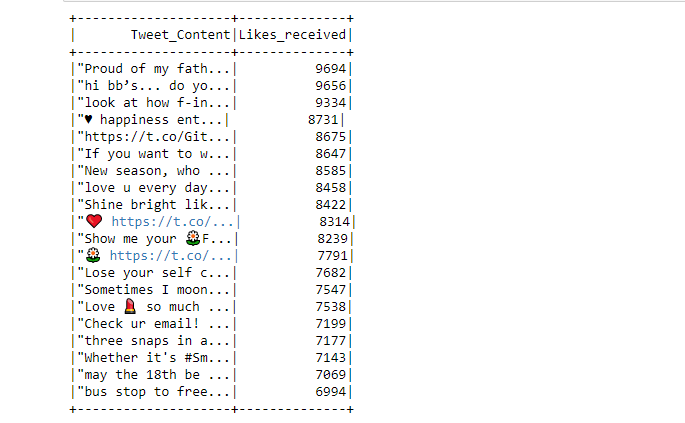 +--------------------+--------------+
|       Tweet_Content|Likes_received|
+--------------------+--------------+
|"Proud of my fath...|          9694|
|"hi bb’s... do yo...|          9656|
|"look at how f-in...|          9334|
|"♥ happiness ent...|          8731|
|"https://t.co/Git...|          8675|
|"If you want to w...|          8647|
|"New season, who ...|          8585|
|"love u every day...|          8458|
|"Shine bright lik...|          8422|
|"❤️ https://t.co/...|          8314|
|"Show me your 🌼F...|          8239|
|"🌼 https://t.co/...|          7791|
|"Lose your self c...|          7682|
|"Sometimes I moon...|          7547|
|"Love 💄 so much ...|          7538|
|"Check ur email! ...|          7199|
|"three snaps in a...|          7177|
|"Whether it's #Sm...|          7143|
|"may the 18th be ...|          7069|
|"bus stop to free...|          6994|
+--------------------+--------------+